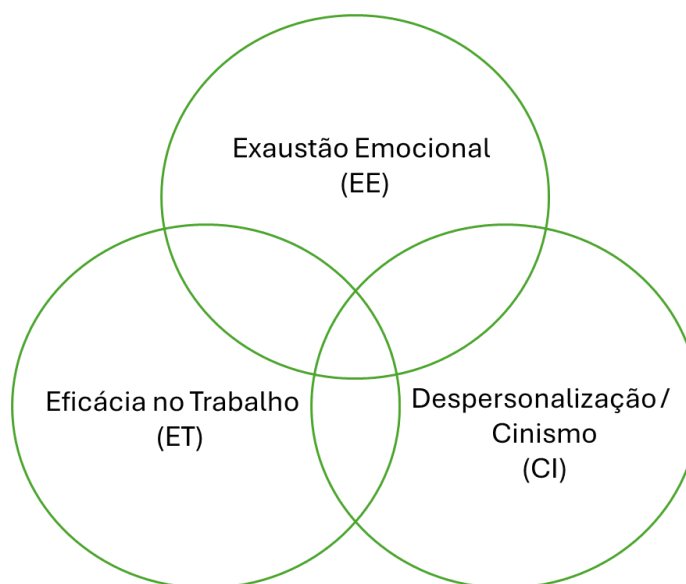 Exaustão Emocional
(EE)
Eficácia no Trabalho
(ET)
Despersonalização/
Cinismo
(CI)